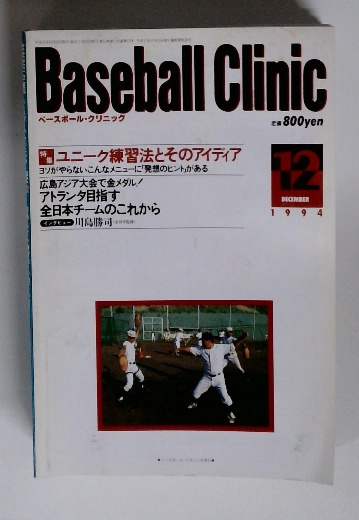 Baseball Clinic
ベースボール・クリニック
定価800yen
特集 ユニーク練習法とそのアイディア
ヨソがやらないこんなメニューに「発想のヒント」がある
12
DECEMBER
1994
広島アジア大会で金メダル!
アトランタ目指す
全日本チームのこれから
インタビュー 川島勝司